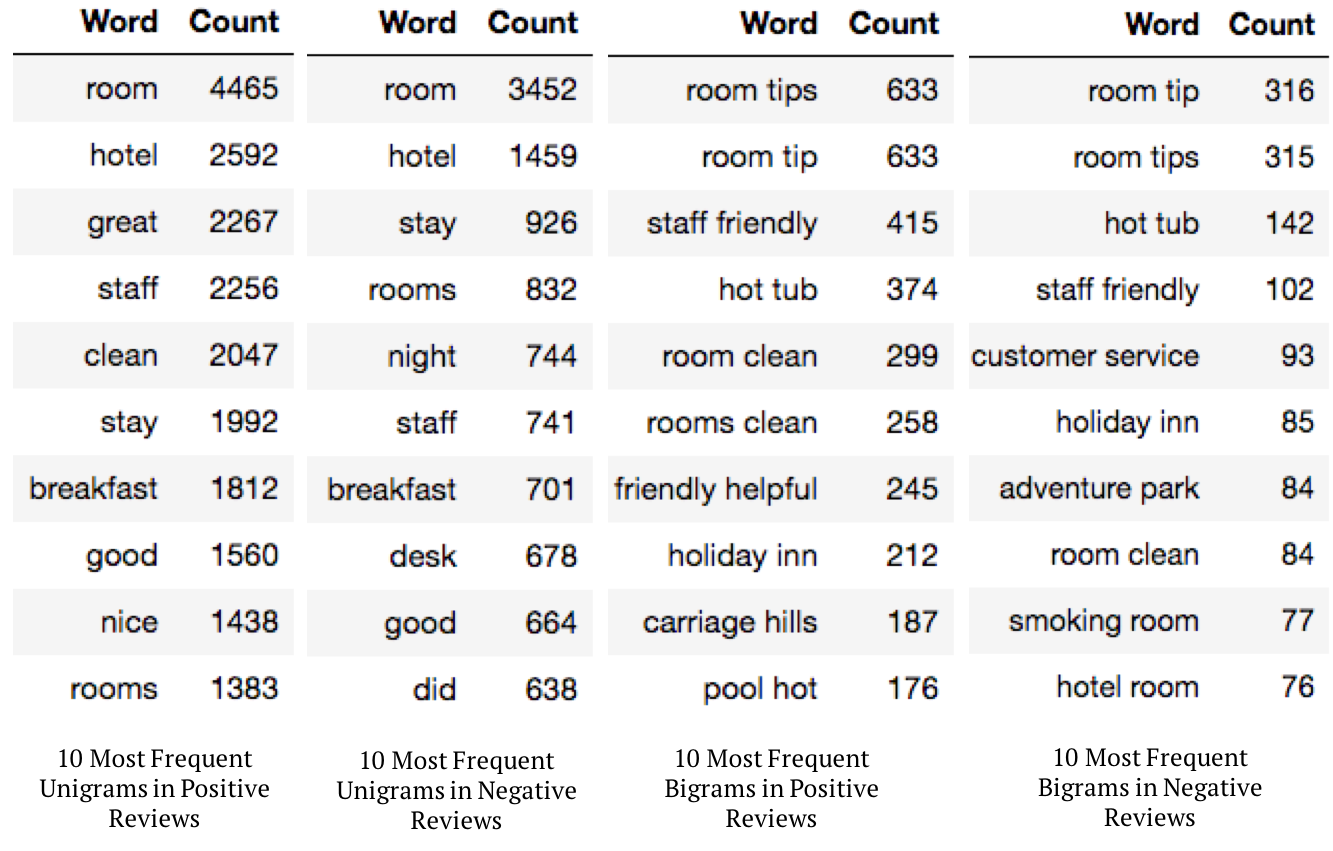 Word Count Word Count Word Count Word Count
room 4465 room 3452 room tips 633 room tip 316
hotel 2592 hotel 1459 room tip 633 room tips 315
great 2267 stay 926 staff friendly 415 hot tub 142
staff 2256 rooms 832 hot tub 374 staff friendly 102
clean 2047 night 744 room clean 299 customer service 93
stay 1992 staff 741 rooms clean 258 holiday inn 85
breakfast 1812 breakfast 701 friendly helpful 245 adventure park 84
good 1560 desk 678 holiday inn 212 room clean 84
nice 1438 good 664 carriage hills 187 smoking room 77
rooms 1383 did 638 pool hot 176 hotel room 76
10 Most Frequent
Unigrams in Positive
Reviews
10 Most Frequent
Unigrams in Negative
Reviews
10 Most Frequent
Bigrams in Positive
Reviews
10 Most Frequent
Bigrams in Negative
Reviews